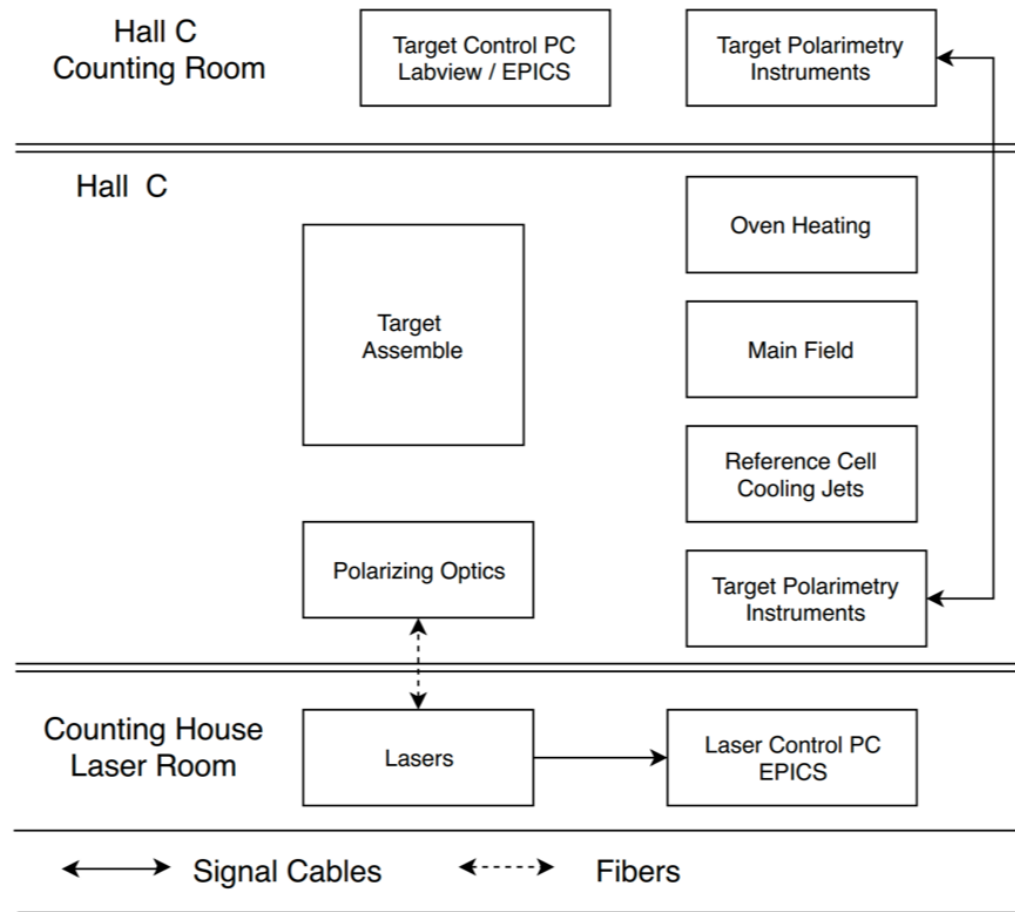 Hall C
Counting Room
Target Control PC
Labview / EPICS
Target Polarimetry
Instruments
Hall C
Oven Heating
Target
Assemble
Main Field
Reference Cell
Cooling Jets
Polarizing Optics
Target Polarimetry
Instruments
Counting House
Laser Room
Lasers
Laser Control PC
EPICS
Signal Cables
Fibers